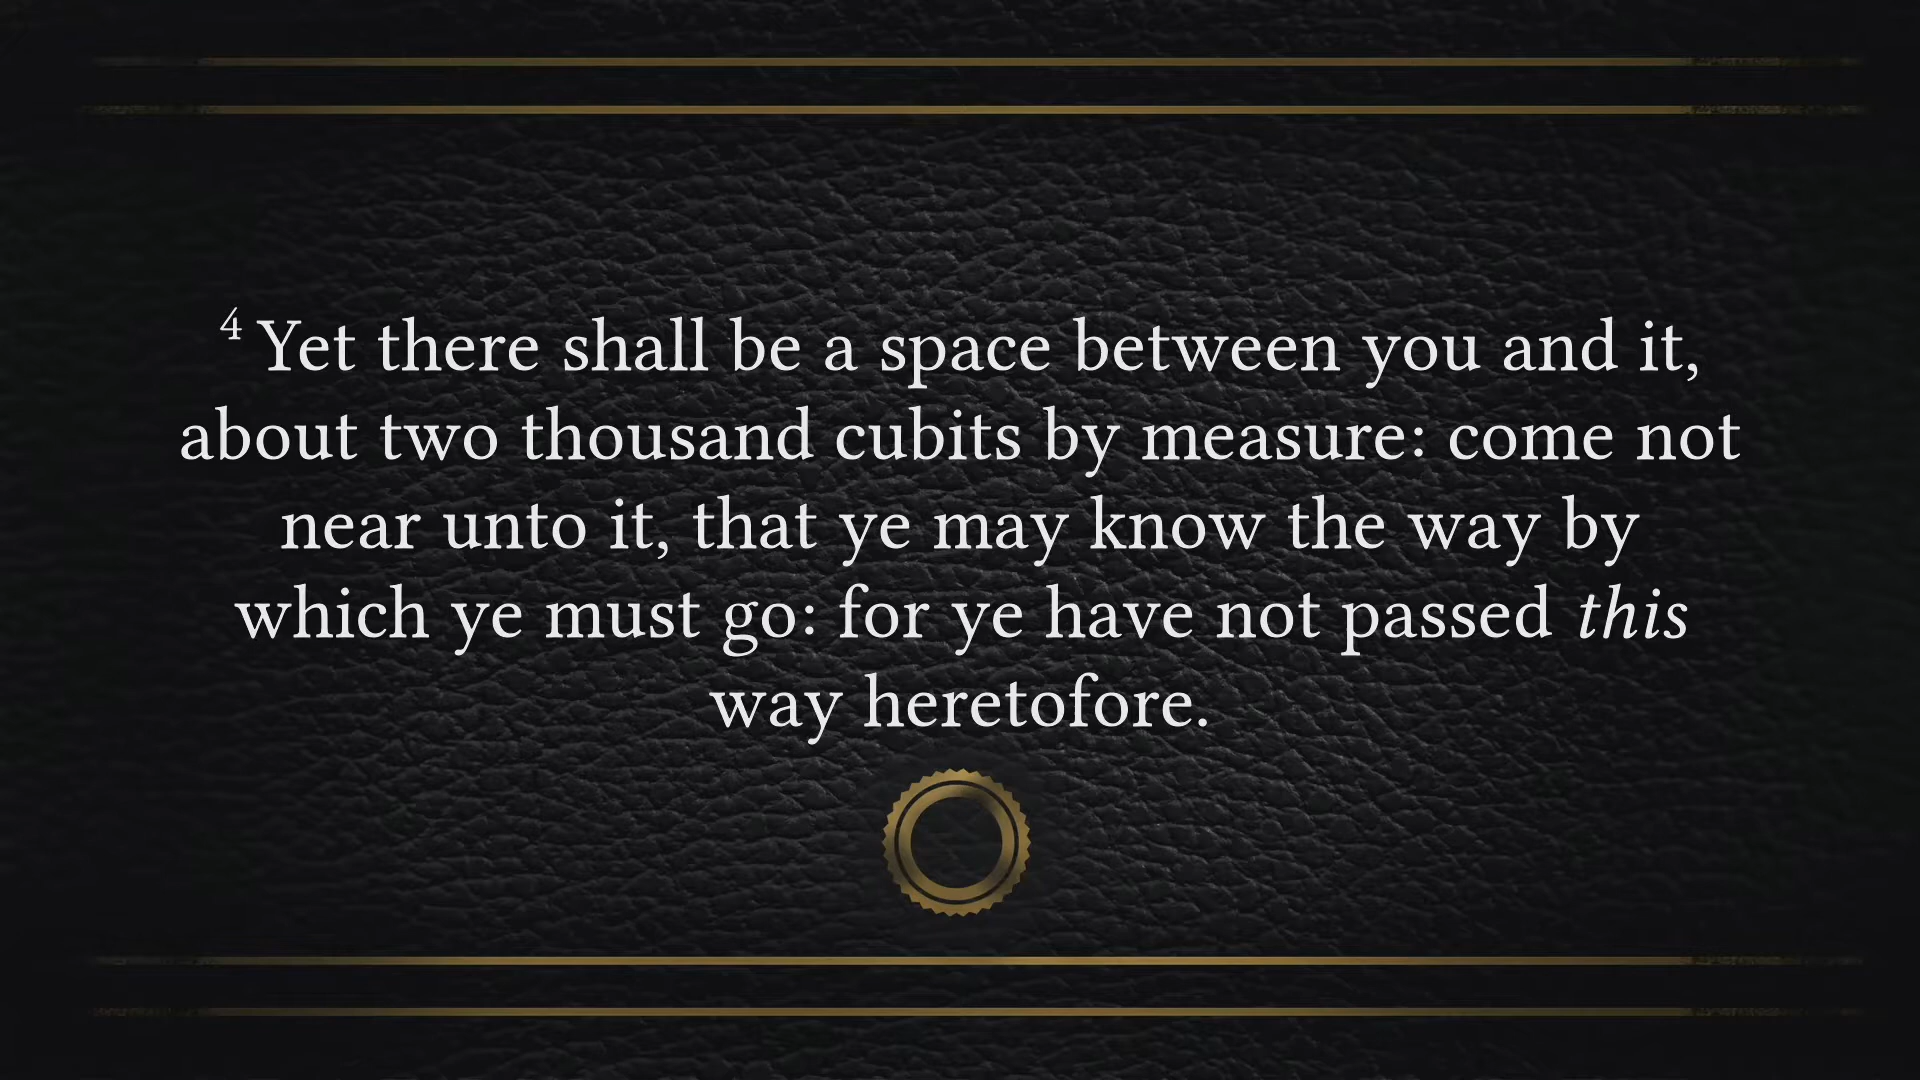 4 Yet there shall be a space between you and it,
about two thousand cubits by measure: come not
near unto it, that ye may know the way by
which ye must go: for ye have not passed this
way heretofore.